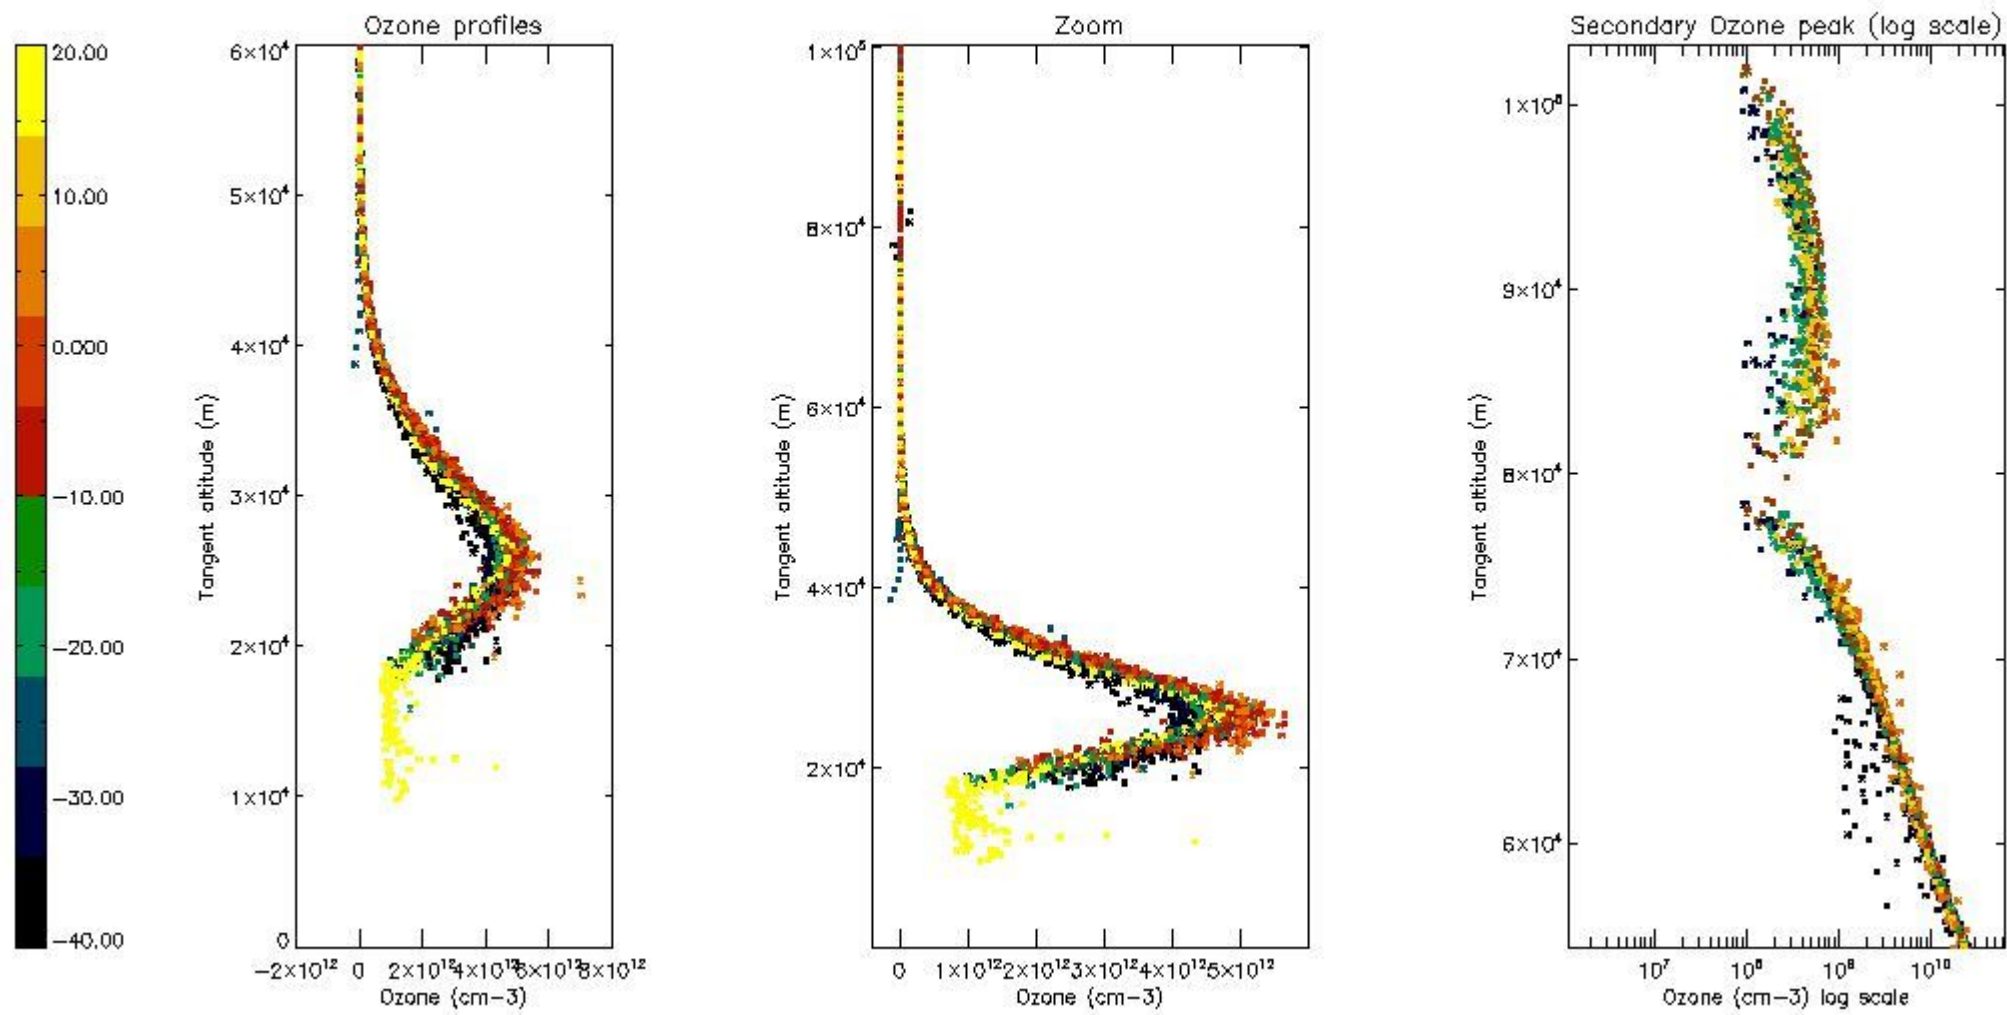 Ozone profiles
Zoom
Secondary Ozone peak (log scale)
20.00
10.00
0.000
−10.00
−20.00
−30.00
−40.00
6×10⁴
5×10⁴
4×10⁴
3×10⁴
2×10⁴
1×10⁴
0
Tangent altitude (m)
−2×10¹² 0 2×10¹² 4×10¹² 6×10¹² 8×10¹²
Ozone (cm−3)
1×10⁵
8×10⁴
6×10⁴
4×10⁴
2×10⁴
Tangent altitude (m)
0 1×10¹² 2×10¹² 3×10¹² 4×10¹² 5×10¹²
Ozone (cm−3)
9×10⁴
8×10⁴
7×10⁴
6×10⁴
Tangent altitude (m)
10⁷ 10⁹ 10¹⁰
Ozone (cm−3) log scale